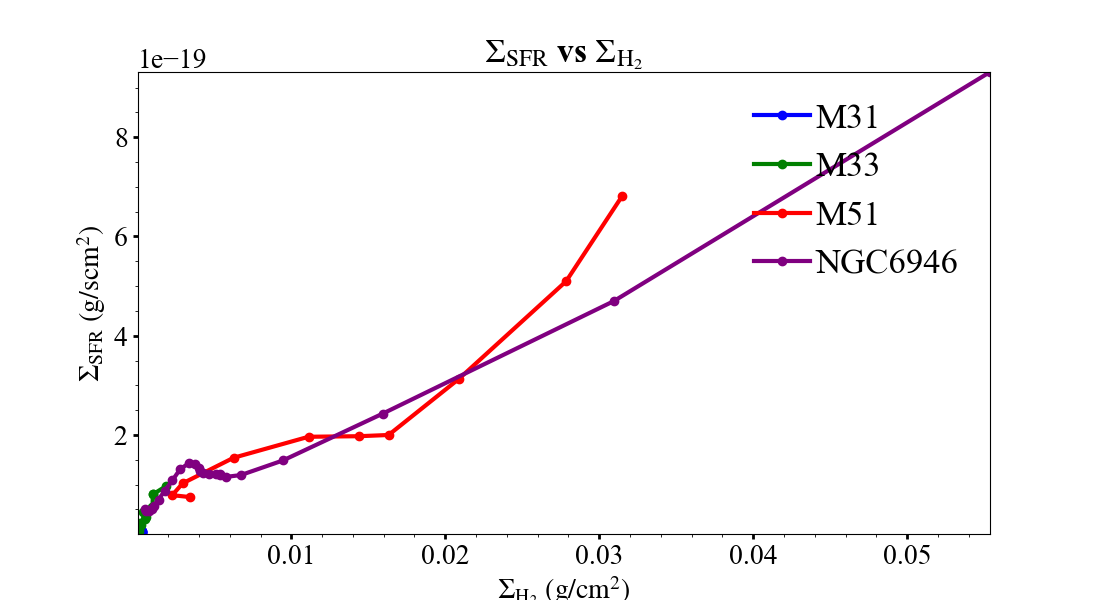 Σ_SFR vs Σ_H₂
1e−19
M31
M33
M51
NGC6946
8
6
4
2
Σ_SFR (g/scm²)
0.01 0.02 0.03 0.04 0.05
Σ_H₂ (g/cm²)